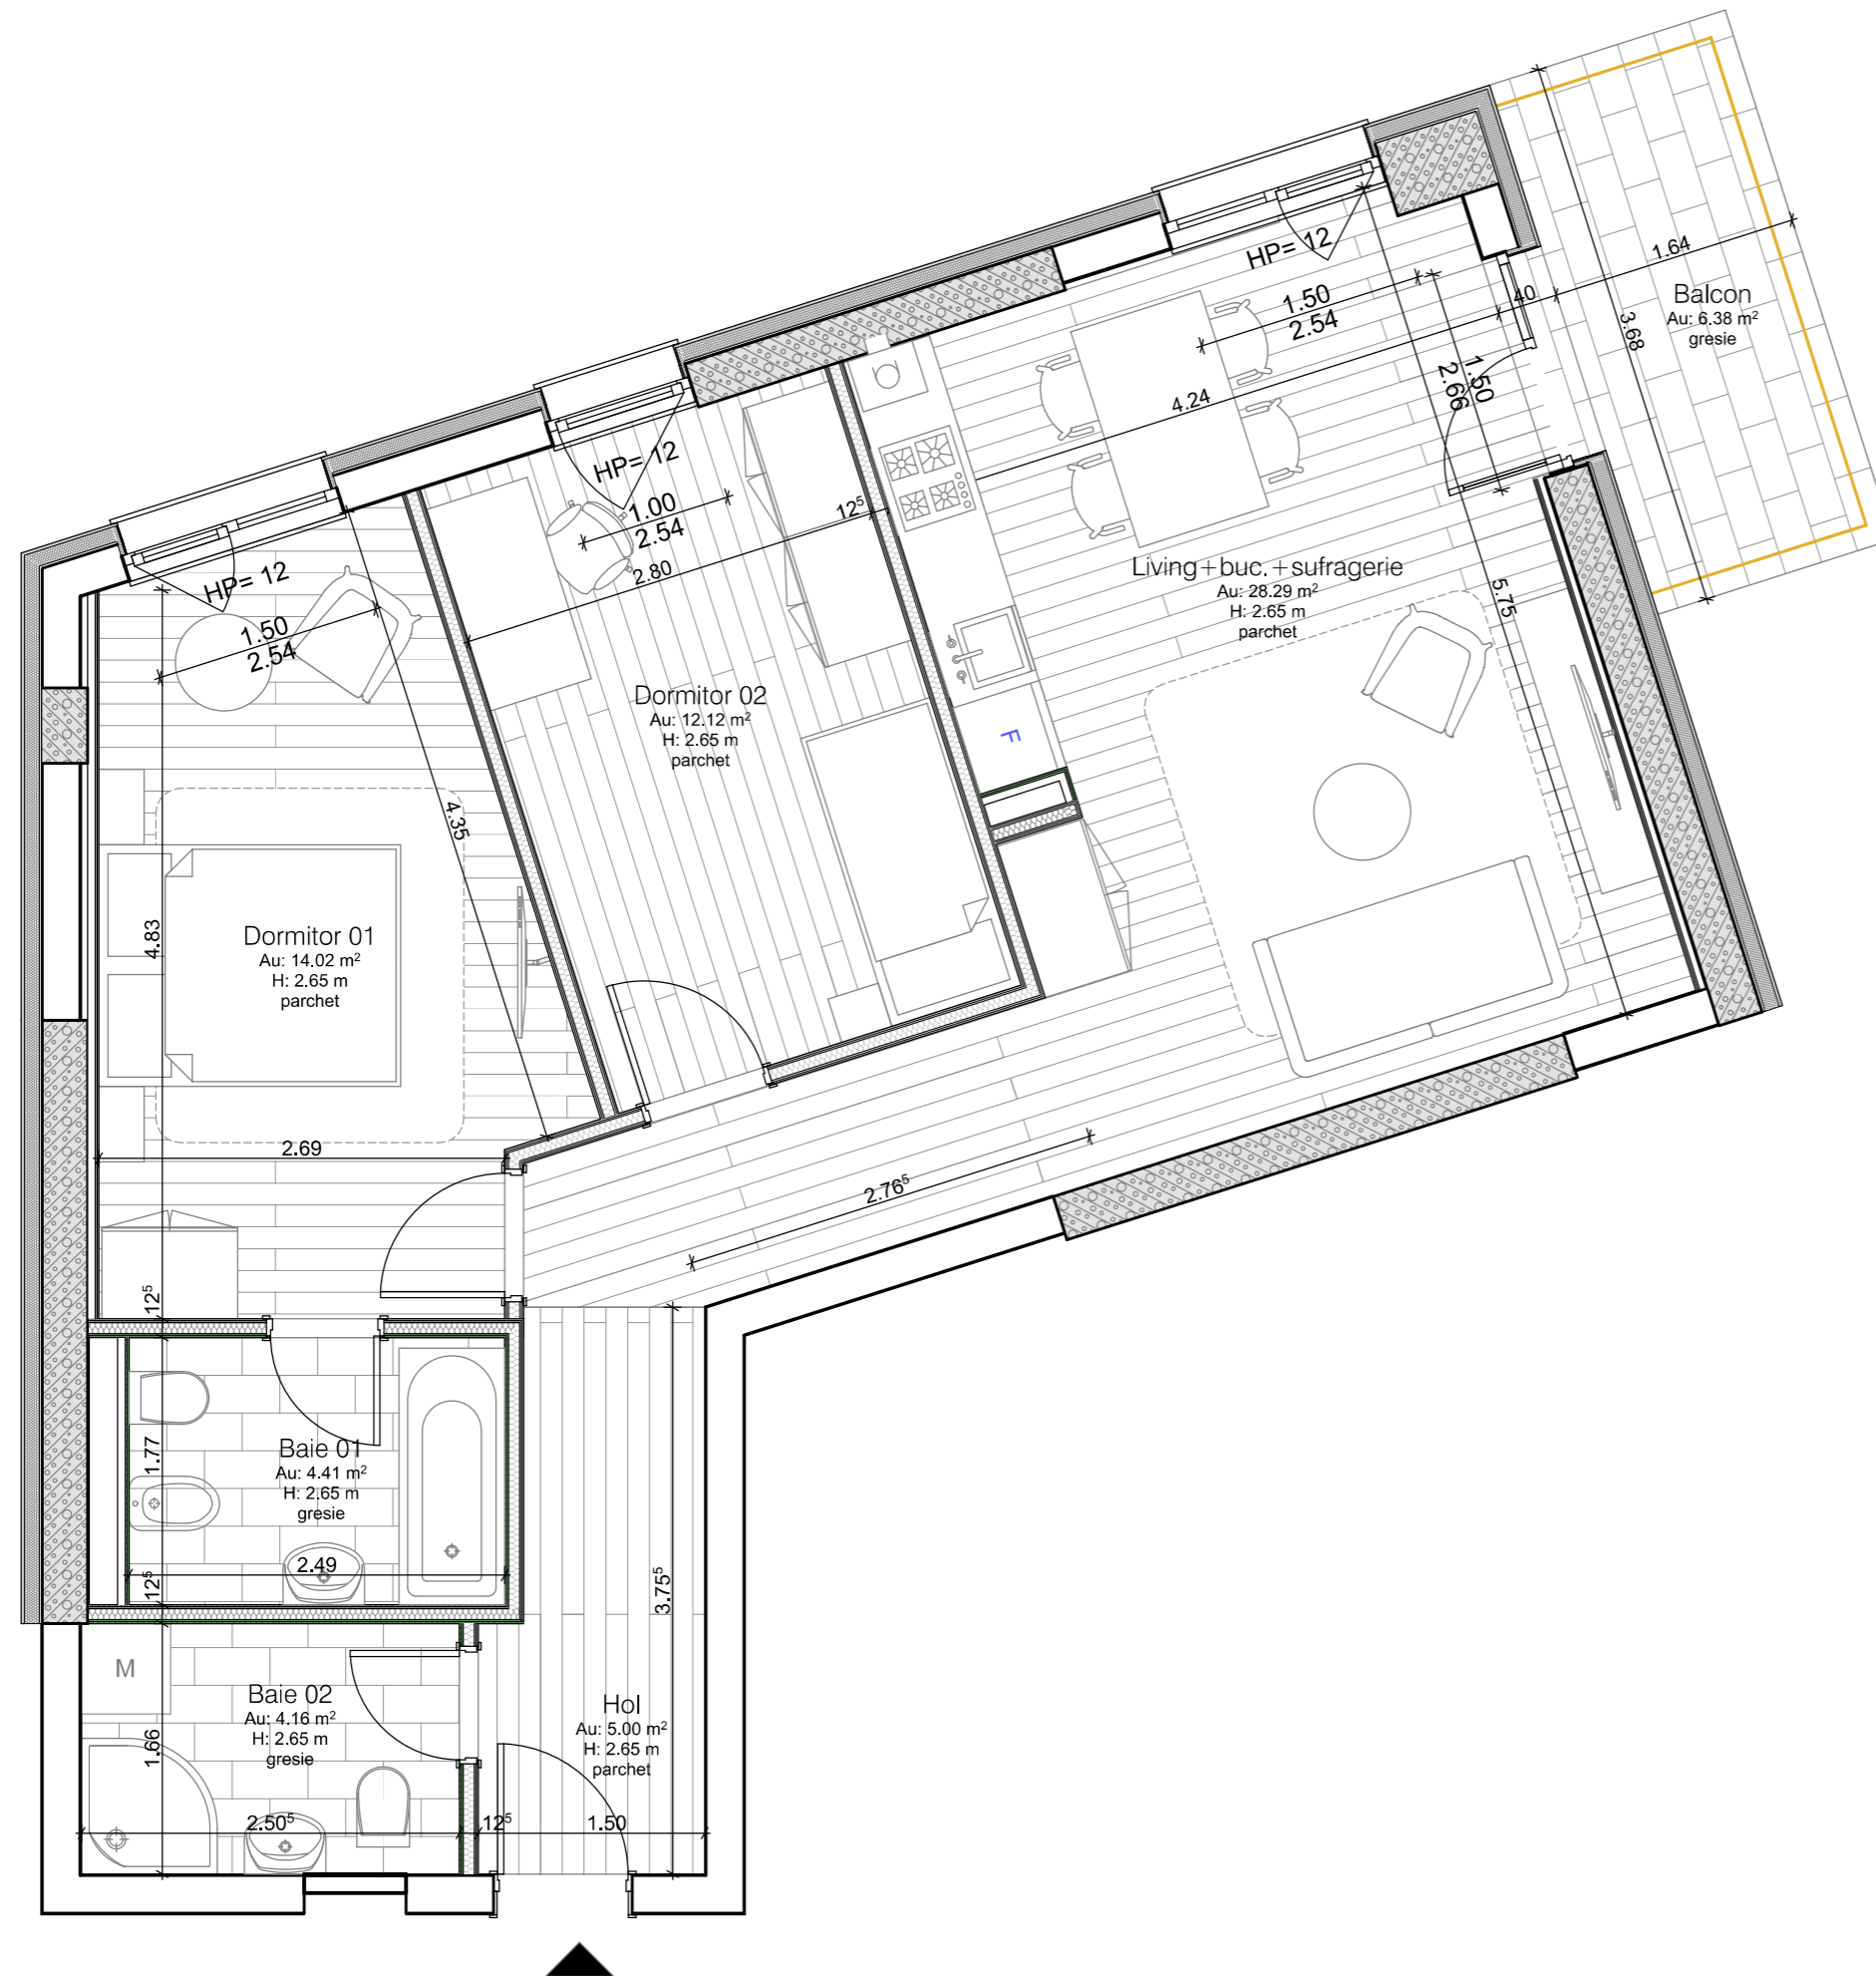 1.64
Balcon
Au: 6.38 m²
gresie
3.68
40
HP= 12
1.50
2.54
1.50
2.66
4.24
HP= 12
1.00
2.54
2.80
12⁵
Living+buc.+sufragerie
Au: 28.29 m²
H: 2.65 m
parchet
5.75
HP= 12
1.50
2.54
Dormitor 02
Au: 12.12 m²
H: 2.65 m
parchet
F
4.35
4.83
Dormitor 01
Au: 14.02 m²
H: 2.65 m
parchet
2.69
2.76⁵
12⁵
Baie 01
Au: 4.41 m²
H: 2.65 m
gresie
1.77
2.49
12⁵
3.75⁵
M
Baie 02
Au: 4.16 m²
H: 2.65 m
gresie
1.66
Hol
Au: 5.00 m²
H: 2.65 m
parchet
2.50⁵
12⁵
1.50